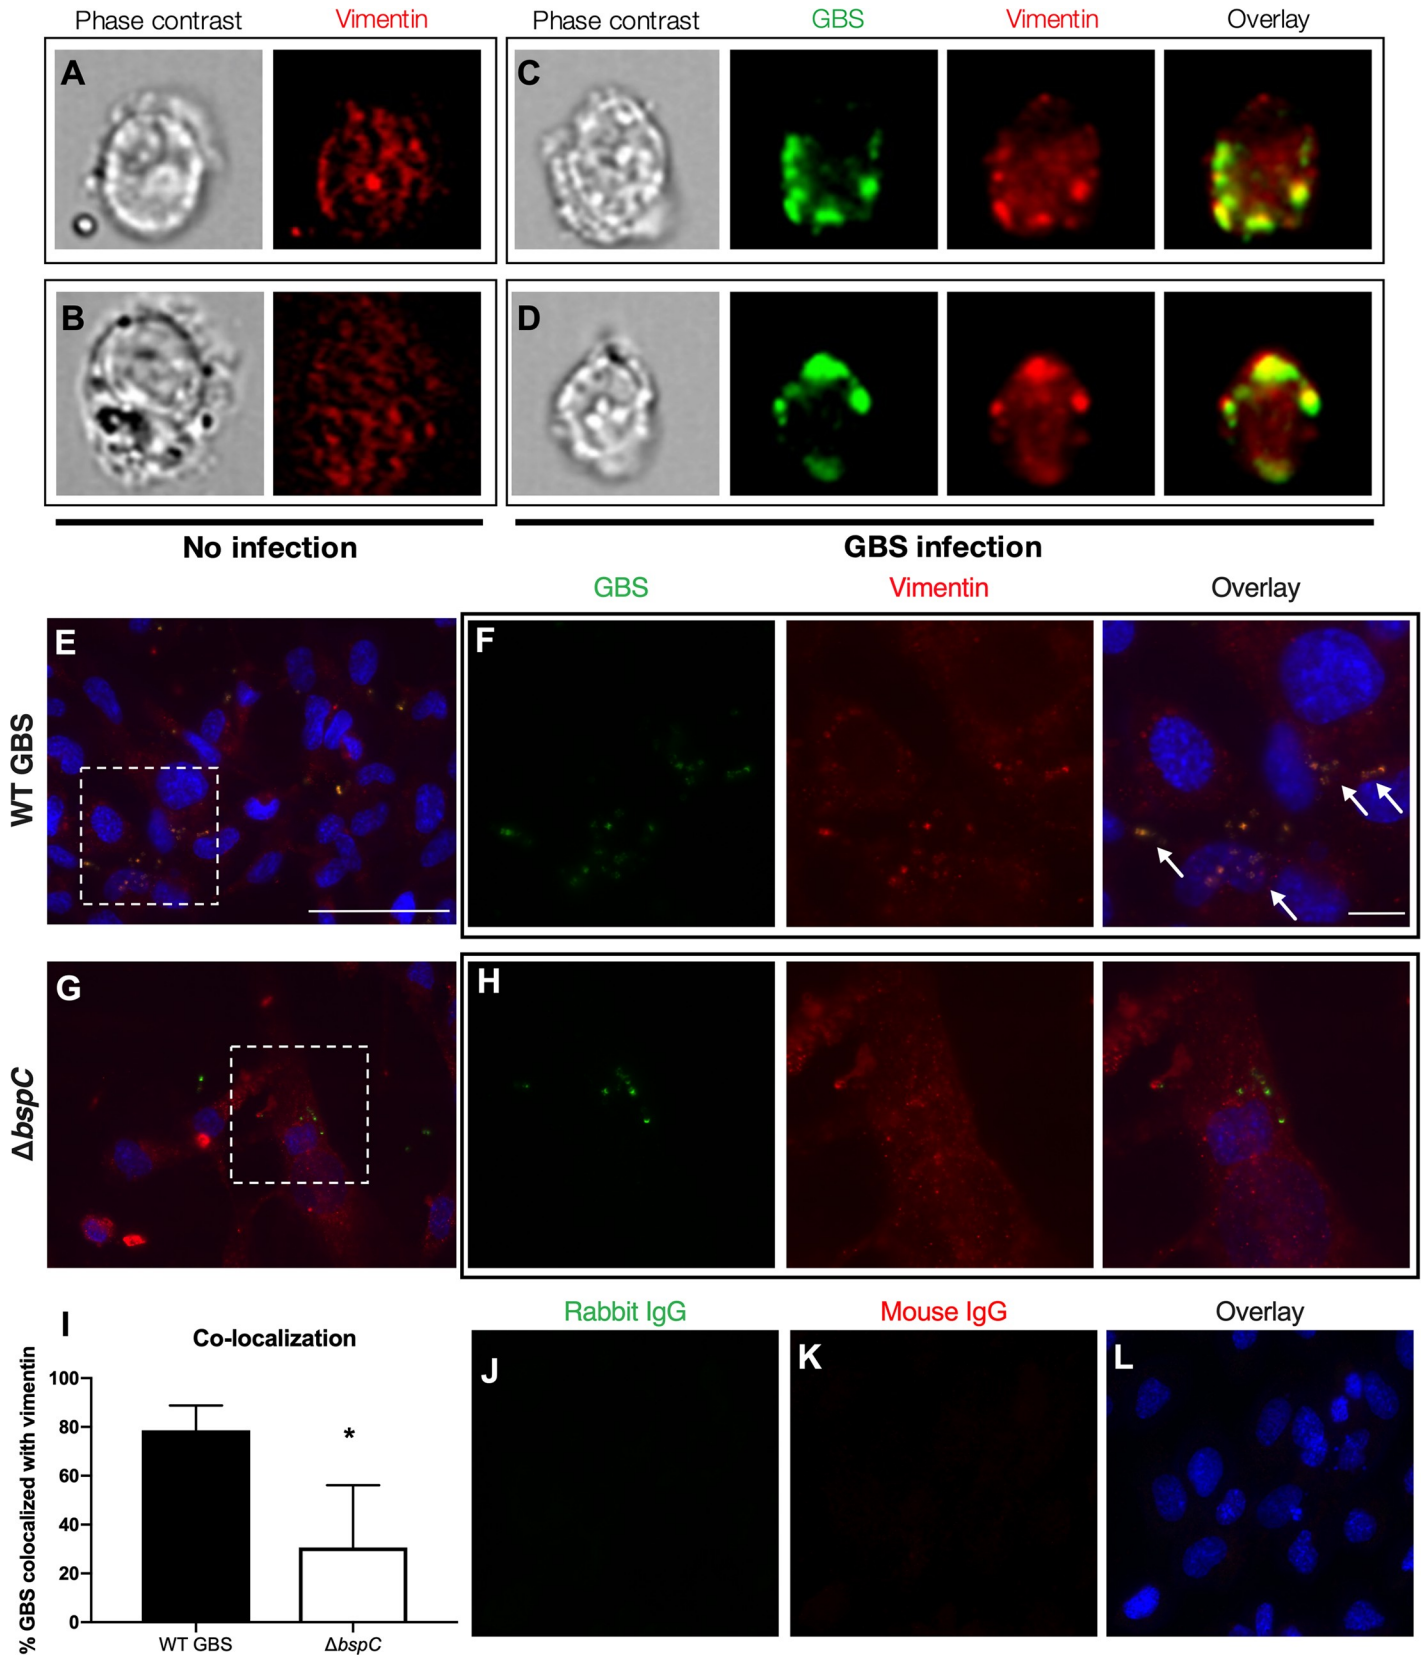 Phase contrast Vimentin Phase contrast GBS Vimentin Overlay
A C
B D
No infection GBS infection
GBS Vimentin Overlay
WT GBS
E F
ΔbspC
G H
I
Co-localization
% GBS colocalized with vimentin
100
80
60
40
20
0
*
WT GBS ΔbspC
Rabbit IgG Mouse IgG Overlay
J K L